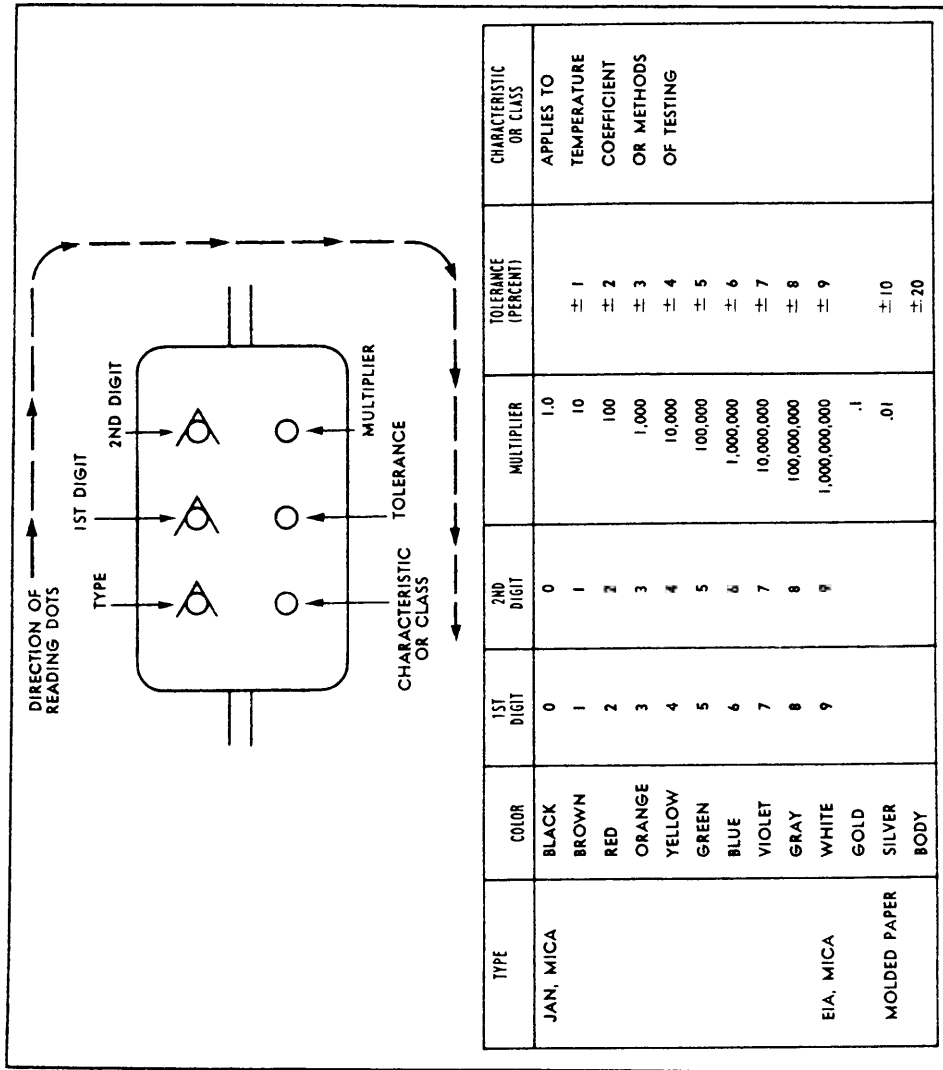 DIRECTION OF
READING DOTS
TYPE
1ST DIGIT
2ND DIGIT
CHARACTERISTIC
OR CLASS
TOLERANCE
MULTIPLIER
TYPE COLOR 1ST DIGIT 2ND DIGIT MULTIPLIER TOLERANCE (PERCENT) CHARACTERISTIC OR CLASS
JAN, MICA BLACK 0 0 1.0 APPLIES TO
BROWN 1 1 10 ± 1 TEMPERATURE
RED 2 2 100 ± 2 COEFFICIENT
ORANGE 3 3 1,000 ± 3 OR METHODS
YELLOW 4 4 10,000 ± 4 OF TESTING
GREEN 5 5 100,000 ± 5
BLUE 6 6 1,000,000 ± 6
VIOLET 7 7 10,000,000 ± 7
GRAY 8 8 100,000,000 ± 8
EIA, MICA WHITE 9 9 1,000,000,000 ± 9
GOLD .1
MOLDED PAPER SILVER .01 ±10
BODY ±20